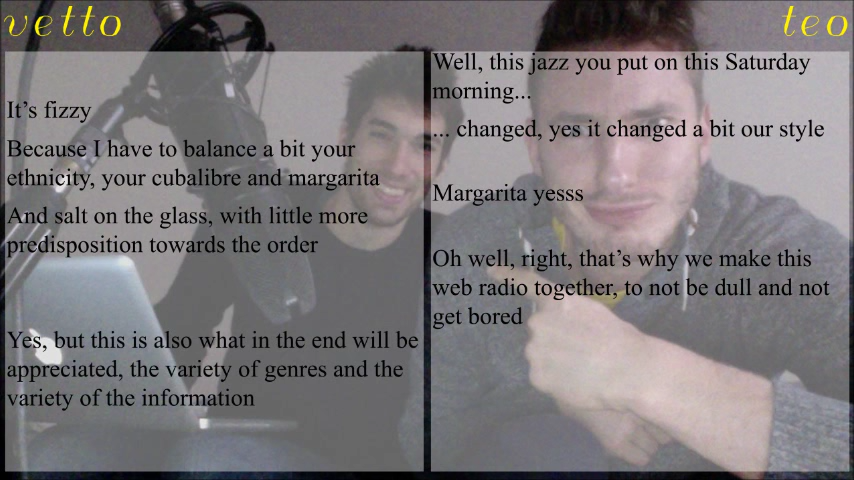 vetto
teo
Well, this jazz you put on this Saturday
morning...
It's fizzy
... changed, yes it changed a bit our style
Because I have to balance a bit your
ethnicity, your cubalibre and margarita
Margarita yesss
And salt on the glass, with little more
predisposition towards the order
Oh well, right, that's why we make this
web radio together, to not be dull and not
get bored
Yes, but this is also what in the end will be
appreciated, the variety of genres and the
variety of the information